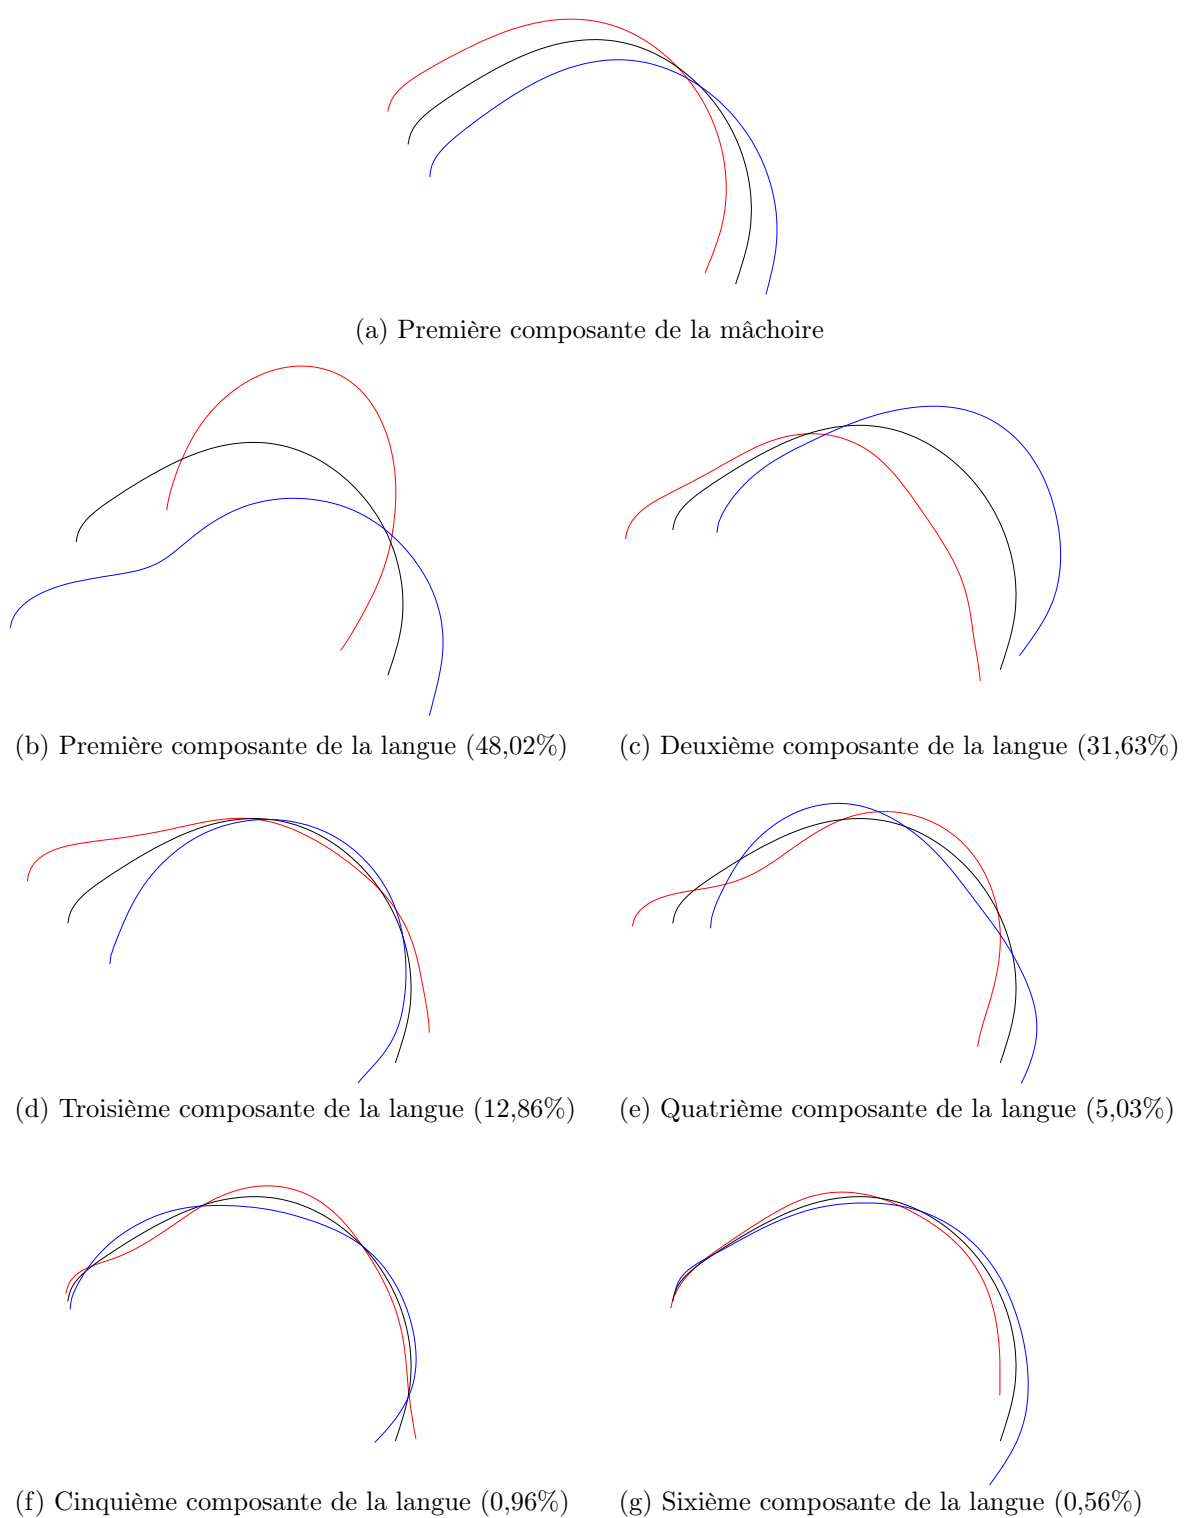 (a) Première composante de la mâchoire
(b) Première composante de la langue (48,02%)
(c) Deuxième composante de la langue (31,63%)
(d) Troisième composante de la langue (12,86%)
(e) Quatrième composante de la langue (5,03%)
(f) Cinquième composante de la langue (0,96%)
(g) Sixième composante de la langue (0,56%)